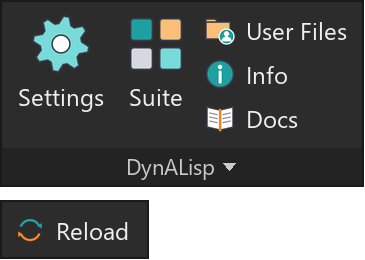 Settings
Suite
User Files
Info
Docs
DynALisp
Reload